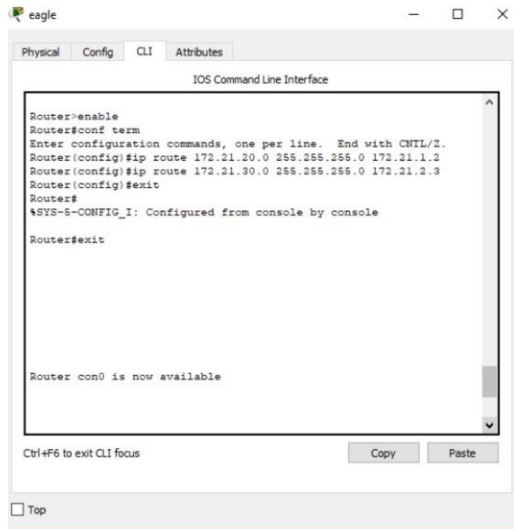 eagle
Physical Config CLI Attributes
IOS Command Line Interface
Router>enable
Router#conf term
Enter configuration commands, one per line. End with CNTL/Z.
Router(config)#ip route 172.21.20.0 255.255.255.0 172.21.1.2
Router(config)#ip route 172.21.30.0 255.255.255.0 172.21.2.3
Router(config)#exit
Router#
%SYS-5-CONFIG_I: Configured from console by console
Router#exit
Router con0 is now available
Ctrl+F6 to exit CLI focus
Copy Paste
Top